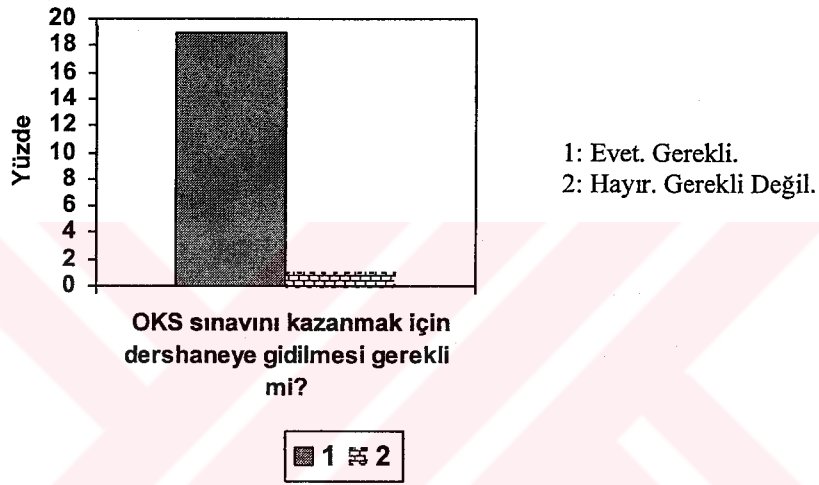 20
18
16
14
12
10
8
6
4
2
0
Yüzde
1: Evet. Gerekli.
2: Hayır. Gerekli Değil.
OKS sınavını kazanmak için
dershaneye gidilmesi gerekli
mi?
1 2